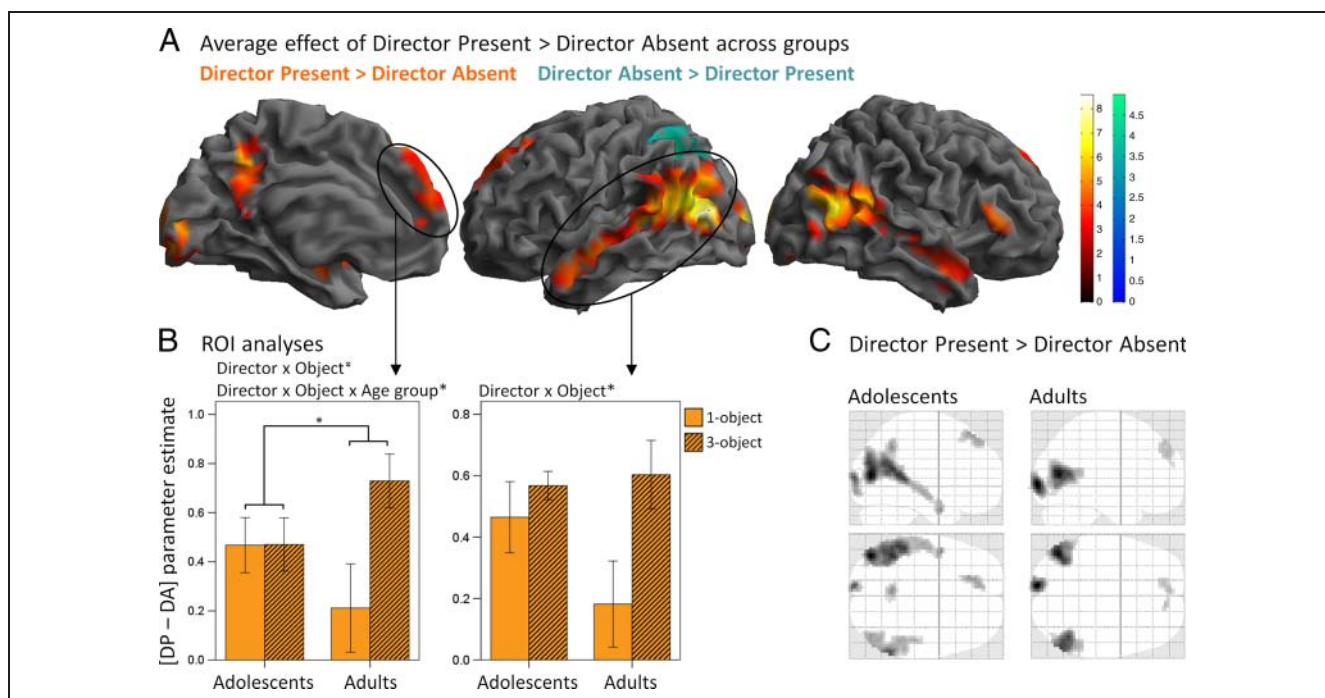 A Average effect of Director Present > Director Absent across groups
Director Present > Director Absent Director Absent > Director Present
8
7
6
5
4
3
2
1
0
4.5
4
3.5
3
2.5
2
1.5
1
0.5
0
B ROI analyses
Director x Object*
Director x Object x Age group*
[DP – DA] parameter estimate
1.0
0.8
0.6
0.4
0.2
0.0
*
Adolescents Adults
Director x Object*
0.8
0.6
0.4
0.2
0.0
Adolescents Adults
1-object
3-object
C Director Present > Director Absent
Adolescents Adults